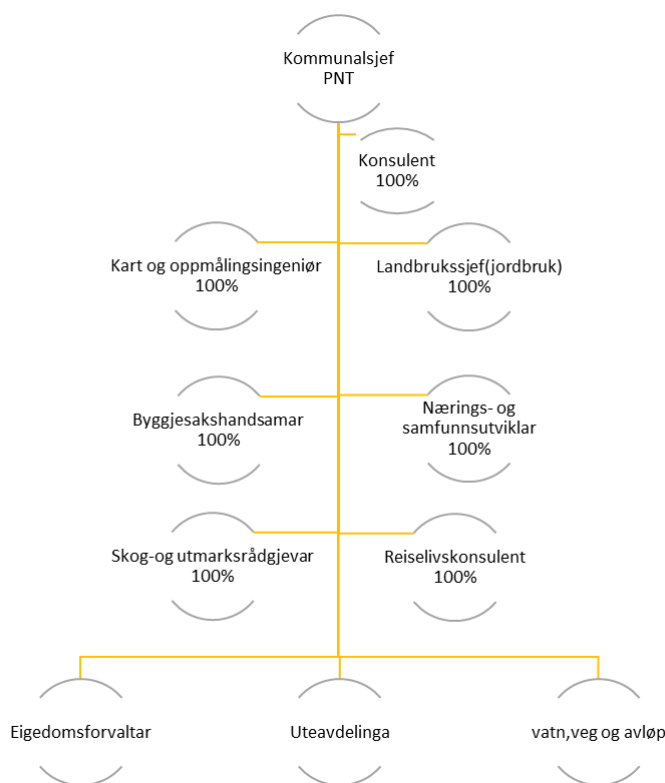 Kommunalsjef
PNT
Konsulent
100%
Kart og oppmålingsingeniør
100%
Landbrukssjef(jordbruk)
100%
Byggjesakshandsamar
100%
Nærings- og
samfunnsutviklar
100%
Skog-og utmarksrådgjevar
100%
Reiselivskonsulent
100%
Eigedomsforvaltar
Uteavdelinga
vatn,veg og avløp